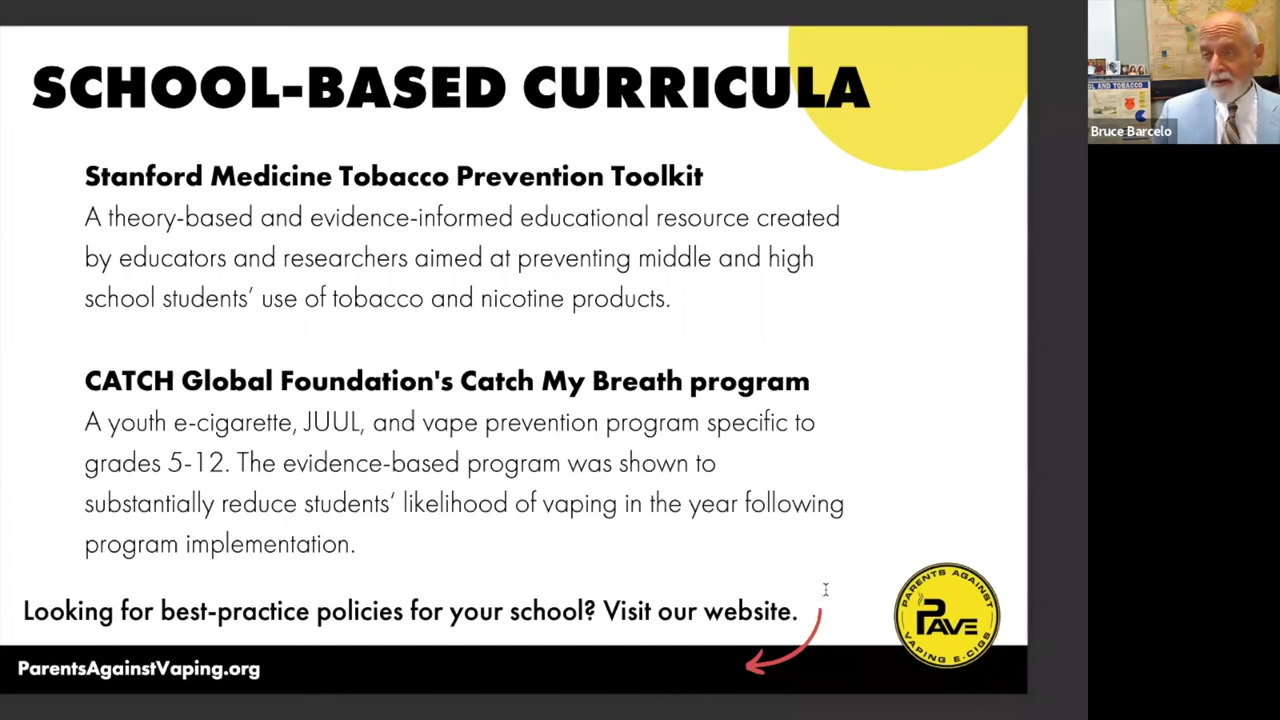 SCHOOL-BASED CURRICULA
Stanford Medicine Tobacco Prevention Toolkit
A theory-based and evidence-informed educational resource created
by educators and researchers aimed at preventing middle and high
school students’ use of tobacco and nicotine products.
CATCH Global Foundation's Catch My Breath program
A youth e-cigarette, JUUL, and vape prevention program specific to
grades 5-12. The evidence-based program was shown to
substantially reduce students’ likelihood of vaping in the year following
program implementation.
Looking for best-practice policies for your school? Visit our website.
ParentsAgainstVaping.org
PARENTS AGAINST
PAVE
VAPING E-CIGS
AND TOBACCO
Bruce Barcelo